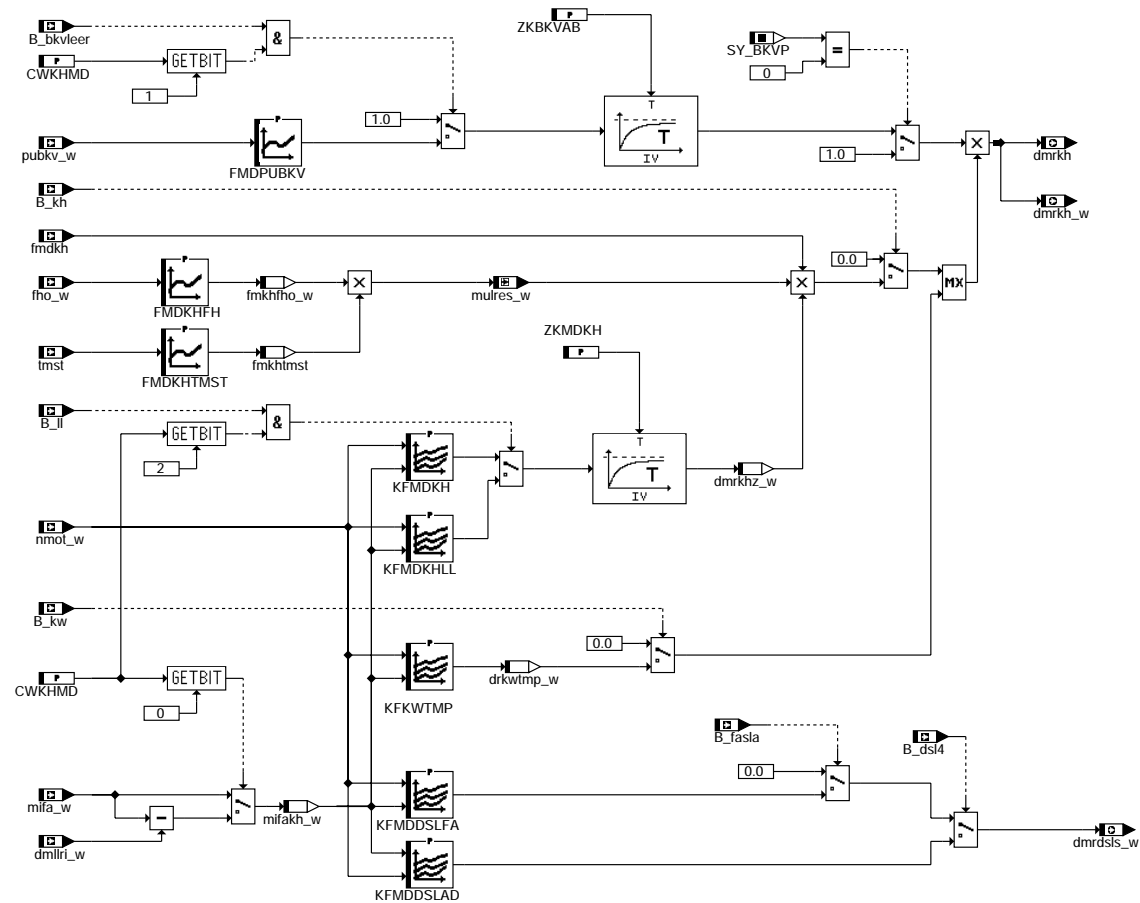 B_bkvleer
&
ZKBKVAB
P
SY_BKVP
=
P
GETBIT
CWKHMD
0
1
T
P
1.0
T
IV
pubkv_w
FMDPUBKV
1.0
×
dmrkh
B_kh
dmrkh_w
fmdkh
0.0
P
fho_w
FMDKHFH
fmkhfho_w
×
mulres_w
×
MX
P
ZKMDKH
P
tmst
FMDKHTMST
fmkhtmst
B_ll
&
GETBIT
2
P
KFMDKH
T
T
IV
dmrkhz_w
nmot_w
P
KFMDKHLL
B_kw
0.0
P
CWKHMD
GETBIT
0
P
KFKWTMP
drkwtmp_w
B_fasla
B_dsl4
0.0
mifa_w
−
mifakh_w
P
KFMDDSLFA
dmllri_w
P
KFMDDSLAD
dmrdsls_w